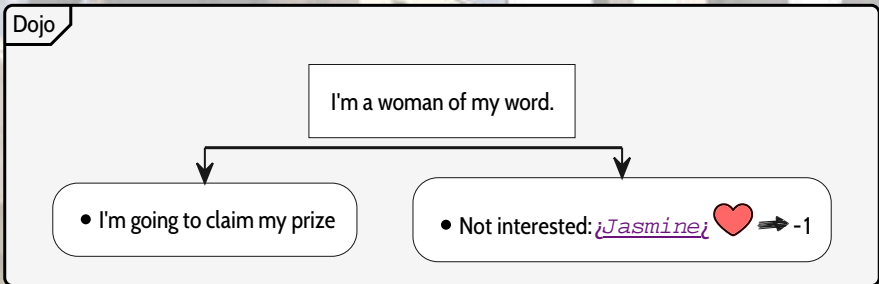 Dojo
I'm a woman of my word.
• I'm going to claim my prize
• Not interested: ¿Jasmine¿ -1